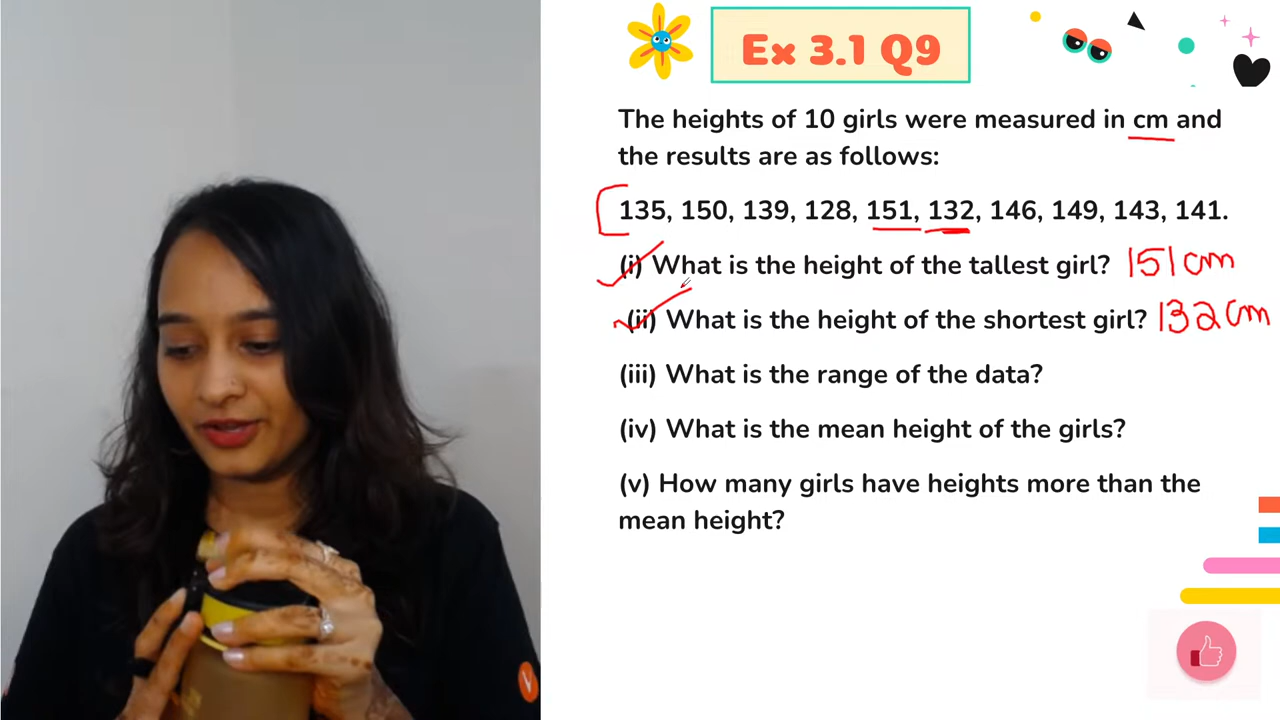 Ex 3.1 Q9
The heights of 10 girls were measured in cm and
the results are as follows:
135, 150, 139, 128, 151, 132, 146, 149, 143, 141.
(i) What is the height of the tallest girl? 151 cm
(ii) What is the height of the shortest girl? 132 cm
(iii) What is the range of the data?
(iv) What is the mean height of the girls?
(v) How many girls have heights more than the
mean height?
V